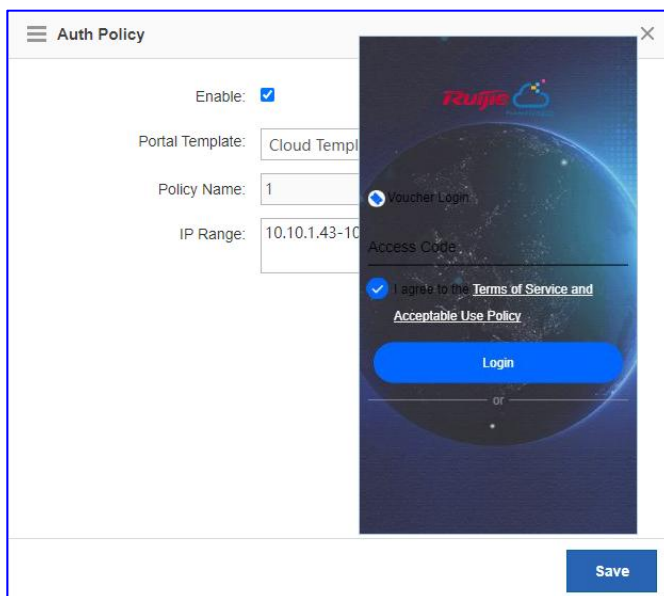 Auth Policy
Enable:
Portal Template:
Cloud Templ
Policy Name:
1
IP Range:
10.10.1.43-10
Ruijie
Voucher Login
Access Code
I agree to the Terms of Service and
Acceptable Use Policy
Login
or
Save